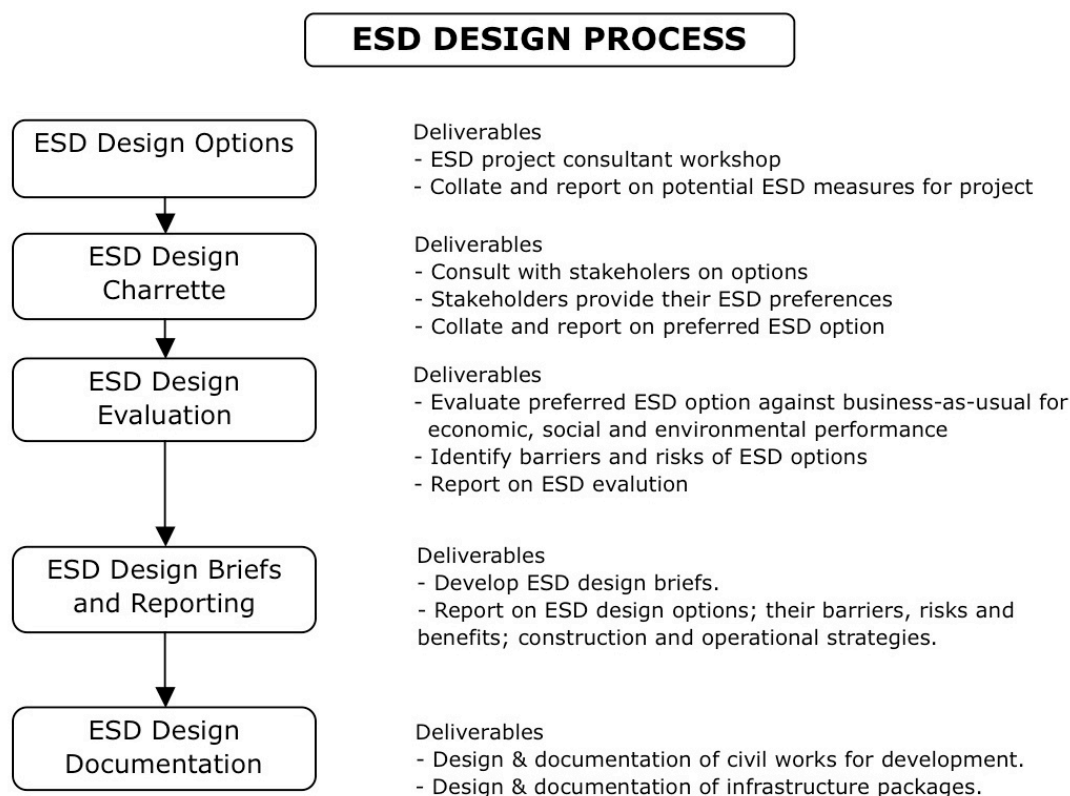 ESD DESIGN PROCESS
ESD Design Options
Deliverables
- ESD project consultant workshop
- Collate and report on potential ESD measures for project
ESD Design
Charrette
Deliverables
- Consult with stakeholers on options
- Stakeholders provide their ESD preferences
- Collate and report on preferred ESD option
ESD Design
Evaluation
Deliverables
- Evaluate preferred ESD option against business-as-usual for
economic, social and environmental performance
- Identify barriers and risks of ESD options
- Report on ESD evalution
ESD Design Briefs
and Reporting
Deliverables
- Develop ESD design briefs.
- Report on ESD design options; their barriers, risks and
benefits; construction and operational strategies.
ESD Design
Documentation
Deliverables
- Design & documentation of civil works for development.
- Design & documentation of infrastructure packages.